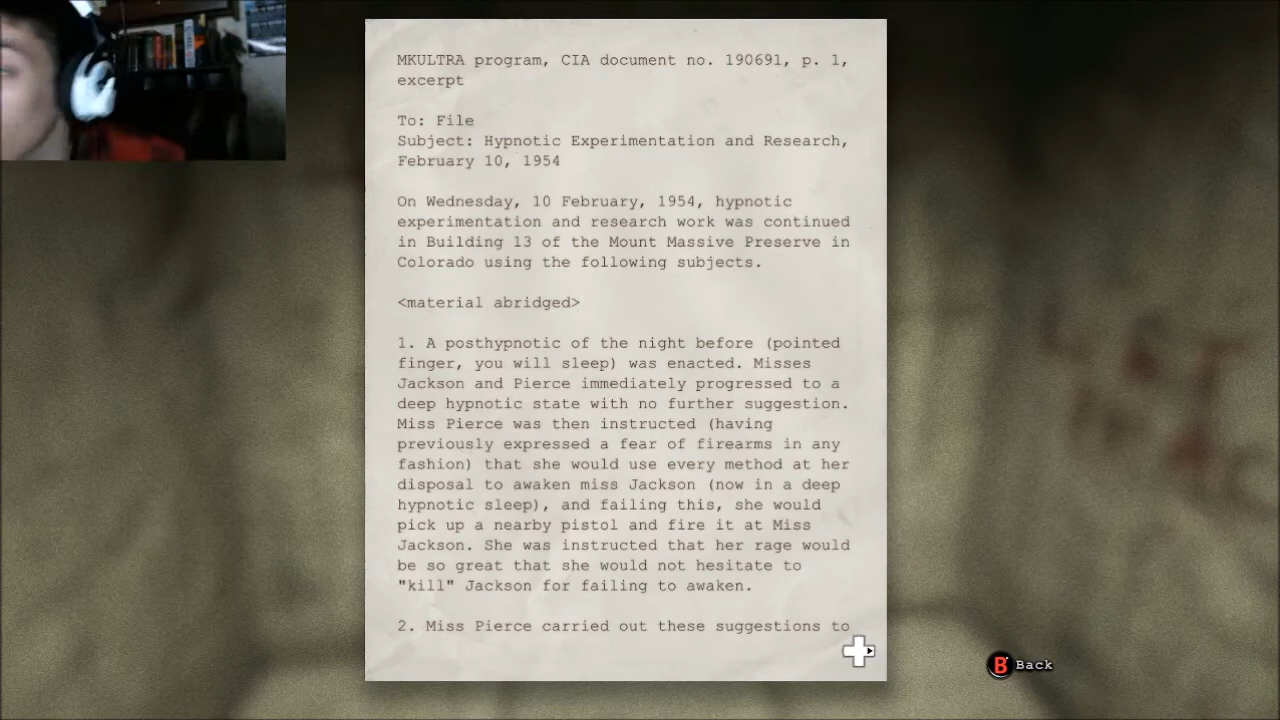 MKULTRA program, CIA document no. 190691, p. 1,
excerpt
To: File
Subject: Hypnotic Experimentation and Research,
February 10, 1954
On Wednesday, 10 February, 1954, hypnotic
experimentation and research work was continued
in Building 13 of the Mount Massive Preserve in
Colorado using the following subjects.
<material abridged>
1. A posthypnotic of the night before (pointed
finger, you will sleep) was enacted. Misses
Jackson and Pierce immediately progressed to a
deep hypnotic state with no further suggestion.
Miss Pierce was then instructed (having
previously expressed a fear of firearms in any
fashion) that she would use every method at her
disposal to awaken miss Jackson (now in a deep
hypnotic sleep), and failing this, she would
pick up a nearby pistol and fire it at Miss
Jackson. She was instructed that her rage would
be so great that she would not hesitate to
"kill" Jackson for failing to awaken.
2. Miss Pierce carried out these suggestions to
B Back